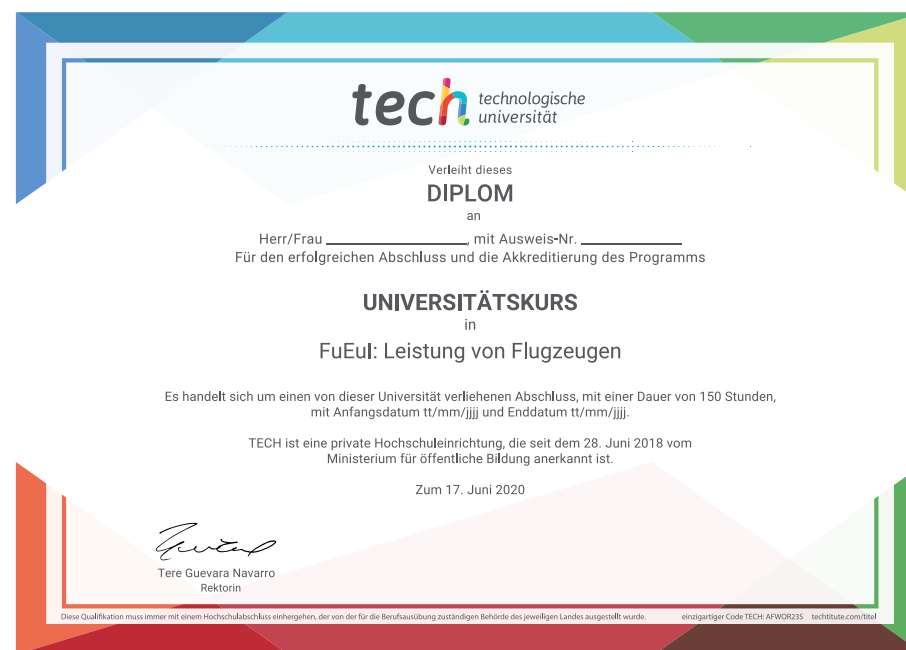 tech technologische
universität
Verleiht dieses
DIPLOM
an
Herr/Frau ____________________, mit Ausweis-Nr. ______________
Für den erfolgreichen Abschluss und die Akkreditierung des Programms
UNIVERSITÄTSKURS
in
FuEuI: Leistung von Flugzeugen
Es handelt sich um einen von dieser Universität verliehenen Abschluss, mit einer Dauer von 150 Stunden,
mit Anfangsdatum tt/mm/jjjj und Enddatum tt/mm/jjjj.
TECH ist eine private Hochschuleinrichtung, die seit dem 28. Juni 2018 vom
Ministerium für öffentliche Bildung anerkannt ist.
Zum 17. Juni 2020
Tere Guevara Navarro
Rektorin
Diese Qualifikation muss immer mit einem Hochschulabschluss einhergehen, der von der für die Berufsausübung zuständigen Behörde des jeweiligen Landes ausgestellt wurde. einzigartiger Code TECH: AFWOR235 techtitute.com/titel